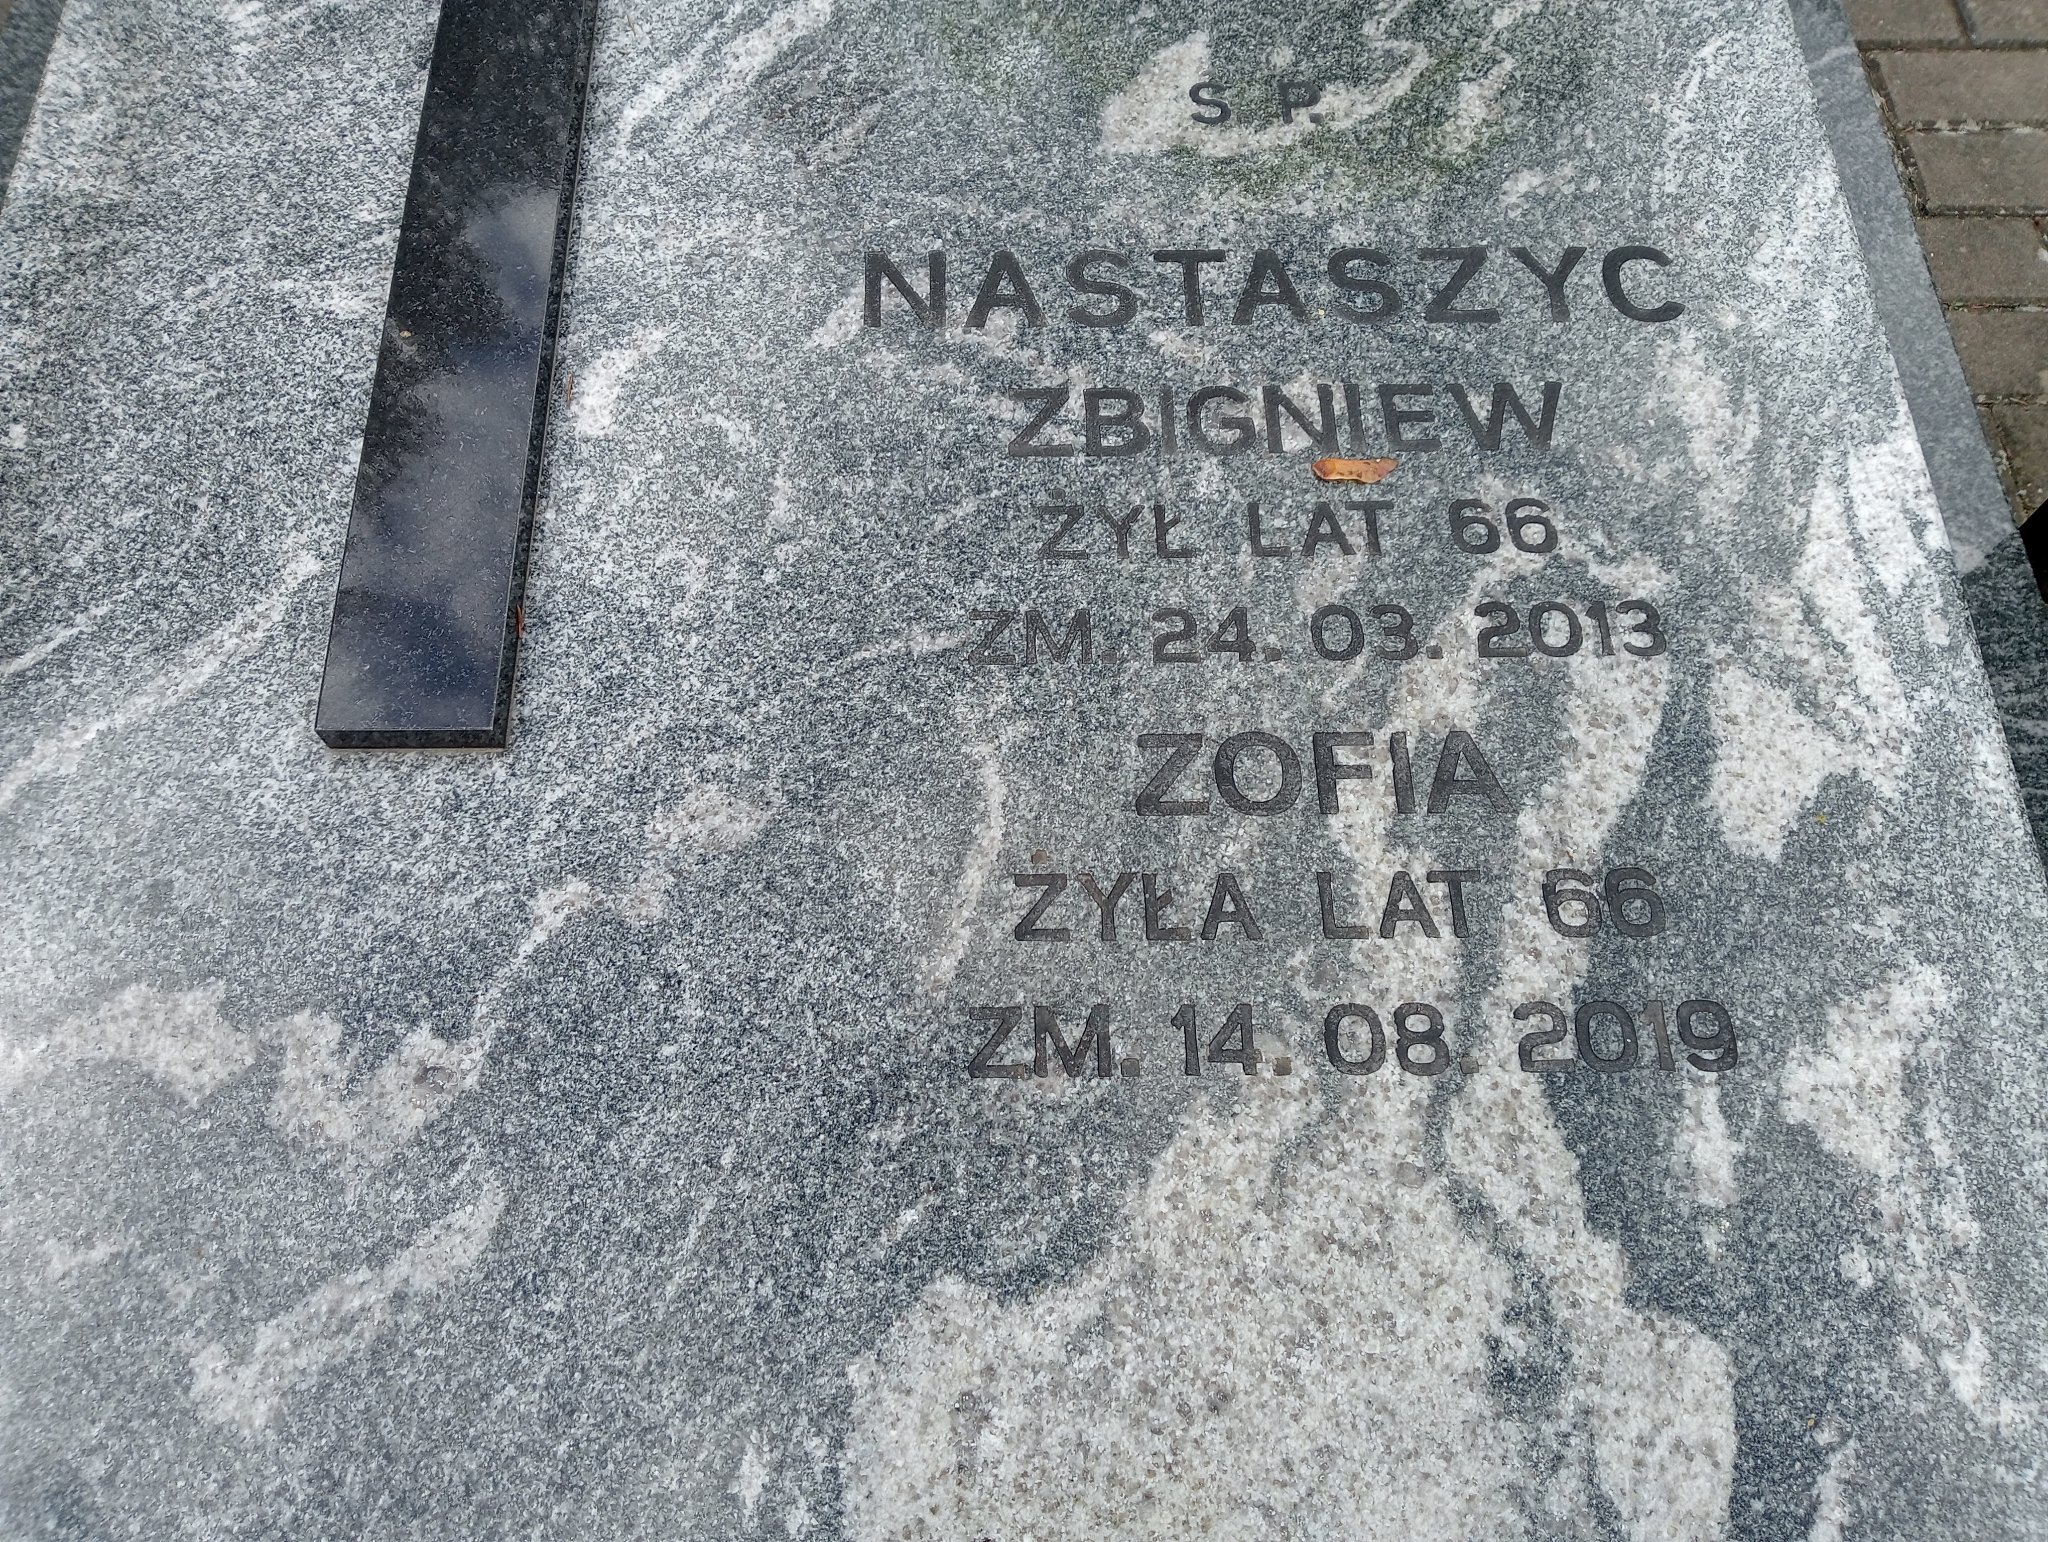 S P.
NASTASZYC
ZBIGNIEW
ŻYŁ LAT 66
ZM. 24. 03. 2013
ZOFIA
ŻYŁA LAT 66
ZM. 14. 08. 2019